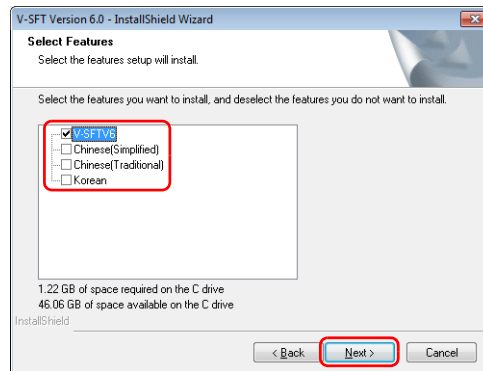 V-SFT Version 6.0 - InstallShield Wizard
Select Features
Select the features setup will install.
Select the features you want to install, and deselect the features you do not want to install.
V-SFTV6
Chinese(Simplified)
Chinese(Traditional)
Korean
1.22 GB of space required on the C drive
46.06 GB of space available on the C drive
InstallShield
< Back
Next >
Cancel